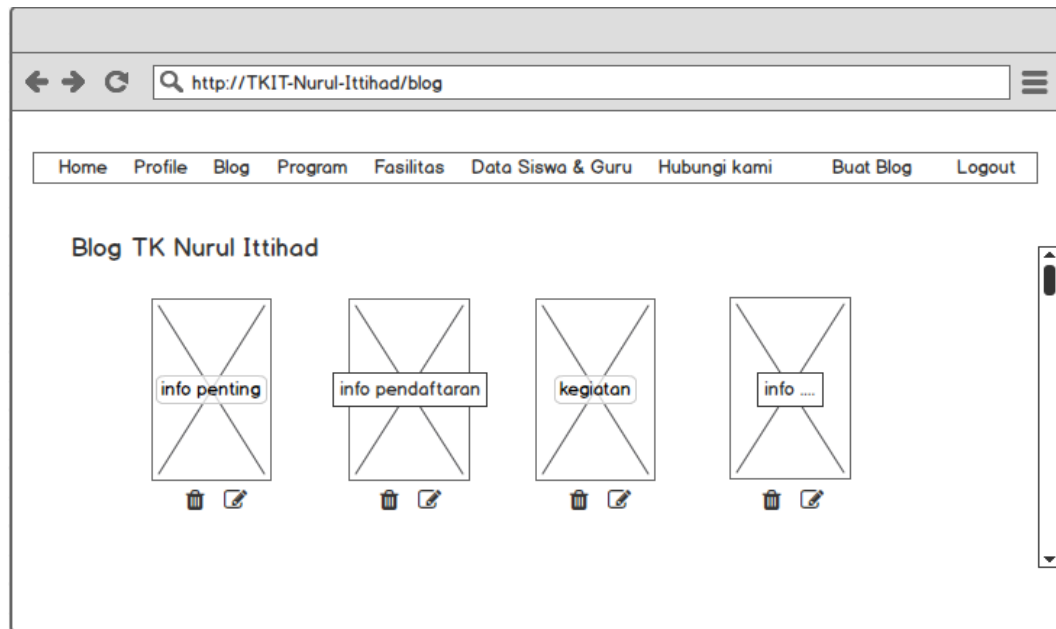 http://TKIT-Nurul-Ittihad/blog
Home Profile Blog Program Fasilitas Data Siswa & Guru Hubungi kami Buat Blog Logout
Blog TK Nurul Ittihad
info penting info pendaftaran kegiatan info ....